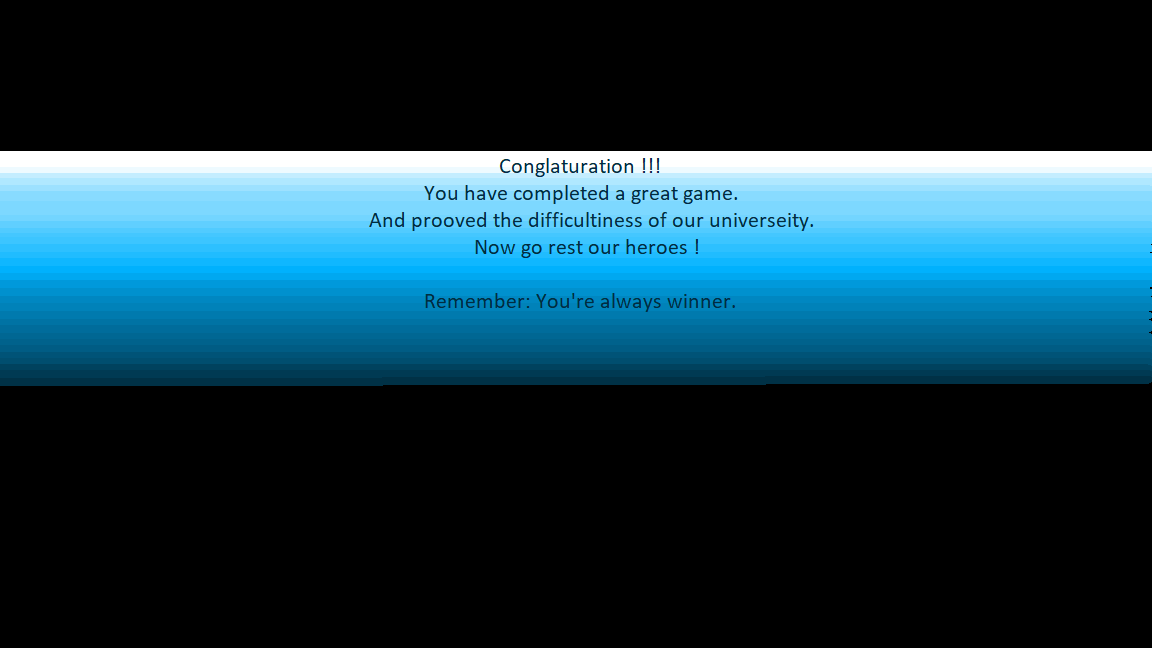 Conglaturation !!!
You have completed a great game.
And prooved the difficultiness of our universeity.
Now go rest our heroes !
Remember: You're always winner.